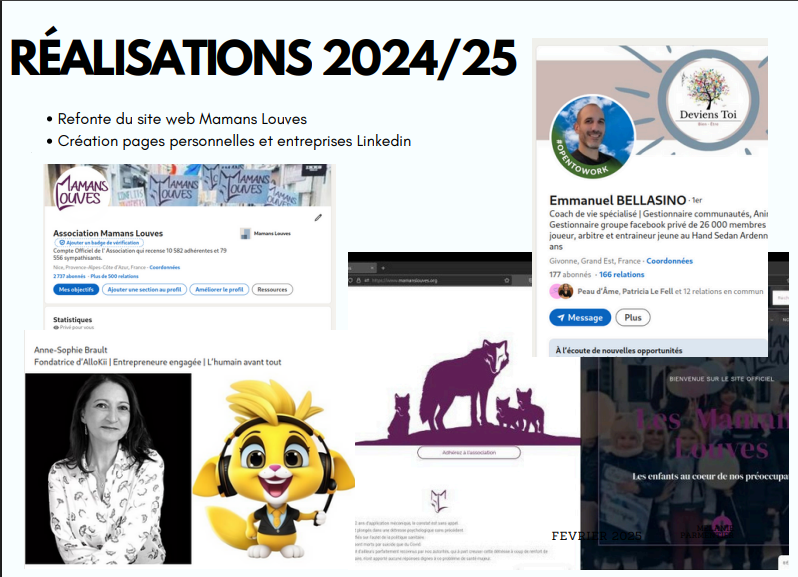 RÉALISATIONS 2024/25
• Refonte du site web Mamans Louves
• Création pages personnelles et entreprises Linkedin
MAMANS
LOUVES
Association Mamans Louves
Mamans Louves
Ajouter un badge de vérification
Compte Officiel de l' Association qui recense 10 582 adhérentes et 79
556 sympathisants.
Nice, Provence-Alpes-Côte d'Azur, France · Coordonnées
2 737 abonnés · Plus de 500 relations
Mes objectifs
Ajouter une section au profil
Améliorer le profil
Ressources
Statistiques
Privé pour vous
Deviens Toi
#OPENTOWORK
Emmanuel BELLASINO · 1er
Coach de vie spécialisé | Gestionnaire communautés, Ani
Gestionnaire groupe facebook privé de 26 000 membres
joueur, arbitre et entraineur jeune au Hand Sedan Ardenn
ans
Givonne, Grand Est, France · Coordonnées
177 abonnés · 166 relations
Peau d'Âme, Patricia Le Fell et 12 relations en commun
Message
Plus
À l'écoute de nouvelles opportunités
Anne-Sophie Brault
Fondatrice d'AlloKii | Entrepreneure engagée | L'humain avant tout
https://www.mamanslouves.org
Adhérez à l'association
BIENVENUE SUR LE SITE OFFICIEL
Les Maman
Louves
Les enfants au coeur de nos préoccupa
FEVRIER 2025